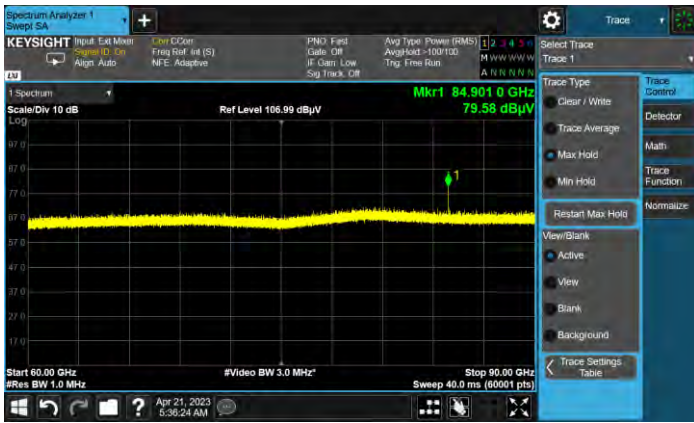 Spectrum Analyzer 1
Swept SA
+
Trace
KEYSIGHT
Input: Ext Mixer
Signal ID: On
Align: Auto
Corr CCorr
Freq Ref: Int (S)
NFE: Adaptive
PNO: Fast
Gate: Off
IF Gain: Low
Sig Track: Off
Avg Type: Power (RMS)
Avg|Hold: >100/100
Trig: Free Run
1 2 3 4 5 6
M W W W W W
A N N N N N
LU
1 Spectrum
Scale/Div 10 dB
Log
Ref Level 106.99 dBµV
Mkr1 84.901 0 GHz
79.58 dBµV
97.0
87.0
77.0
67.0
57.0
47.0
37.0
27.0
17.0
1
Start 60.00 GHz
#Res BW 1.0 MHz
#Video BW 3.0 MHz*
Stop 90.00 GHz
Sweep 40.0 ms (60001 pts)
Select Trace
Trace 1
Trace Type
Clear / Write
Trace Average
Max Hold
Min Hold
Restart Max Hold
View/Blank
Active
View
Blank
Background
Trace Settings
Table
Trace
Control
Detector
Math
Trace
Function
Normalize
?
Apr 21, 2023
5:36:24 AM